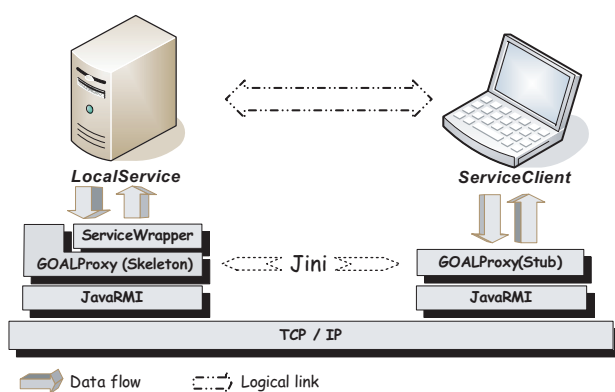 LocalService
ServiceClient
ServiceWrapper
GOALProxy (Skeleton)
Jini
GOALProxy(Stub)
JavaRMI
JavaRMI
TCP / IP
Data flow
Logical link